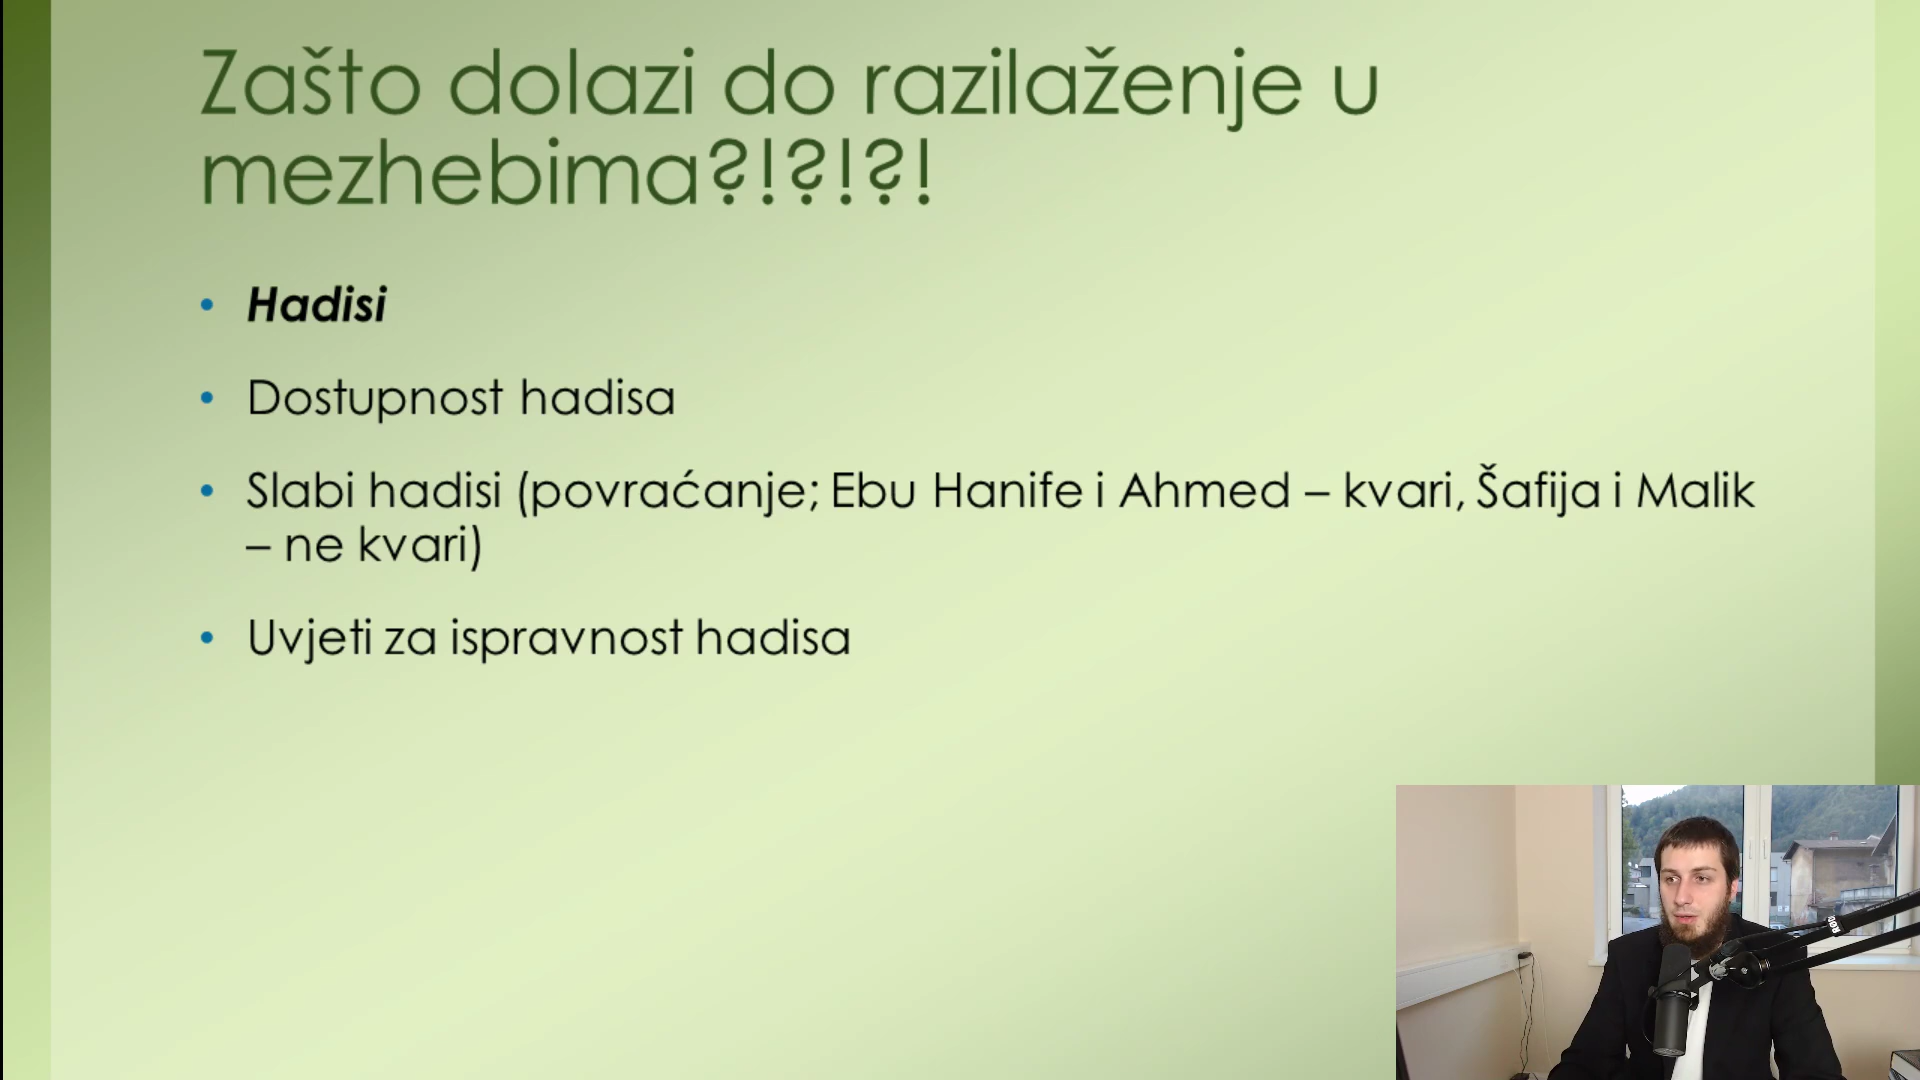 Zašto dolazi do razilaženje u
mezhebima?!?!?!
• Hadisi
• Dostupnost hadisa
• Slabi hadisi (povraćanje; Ebu Hanife i Ahmed – kvari, Šafija i Malik
– ne kvari)
• Uvjeti za ispravnost hadisa